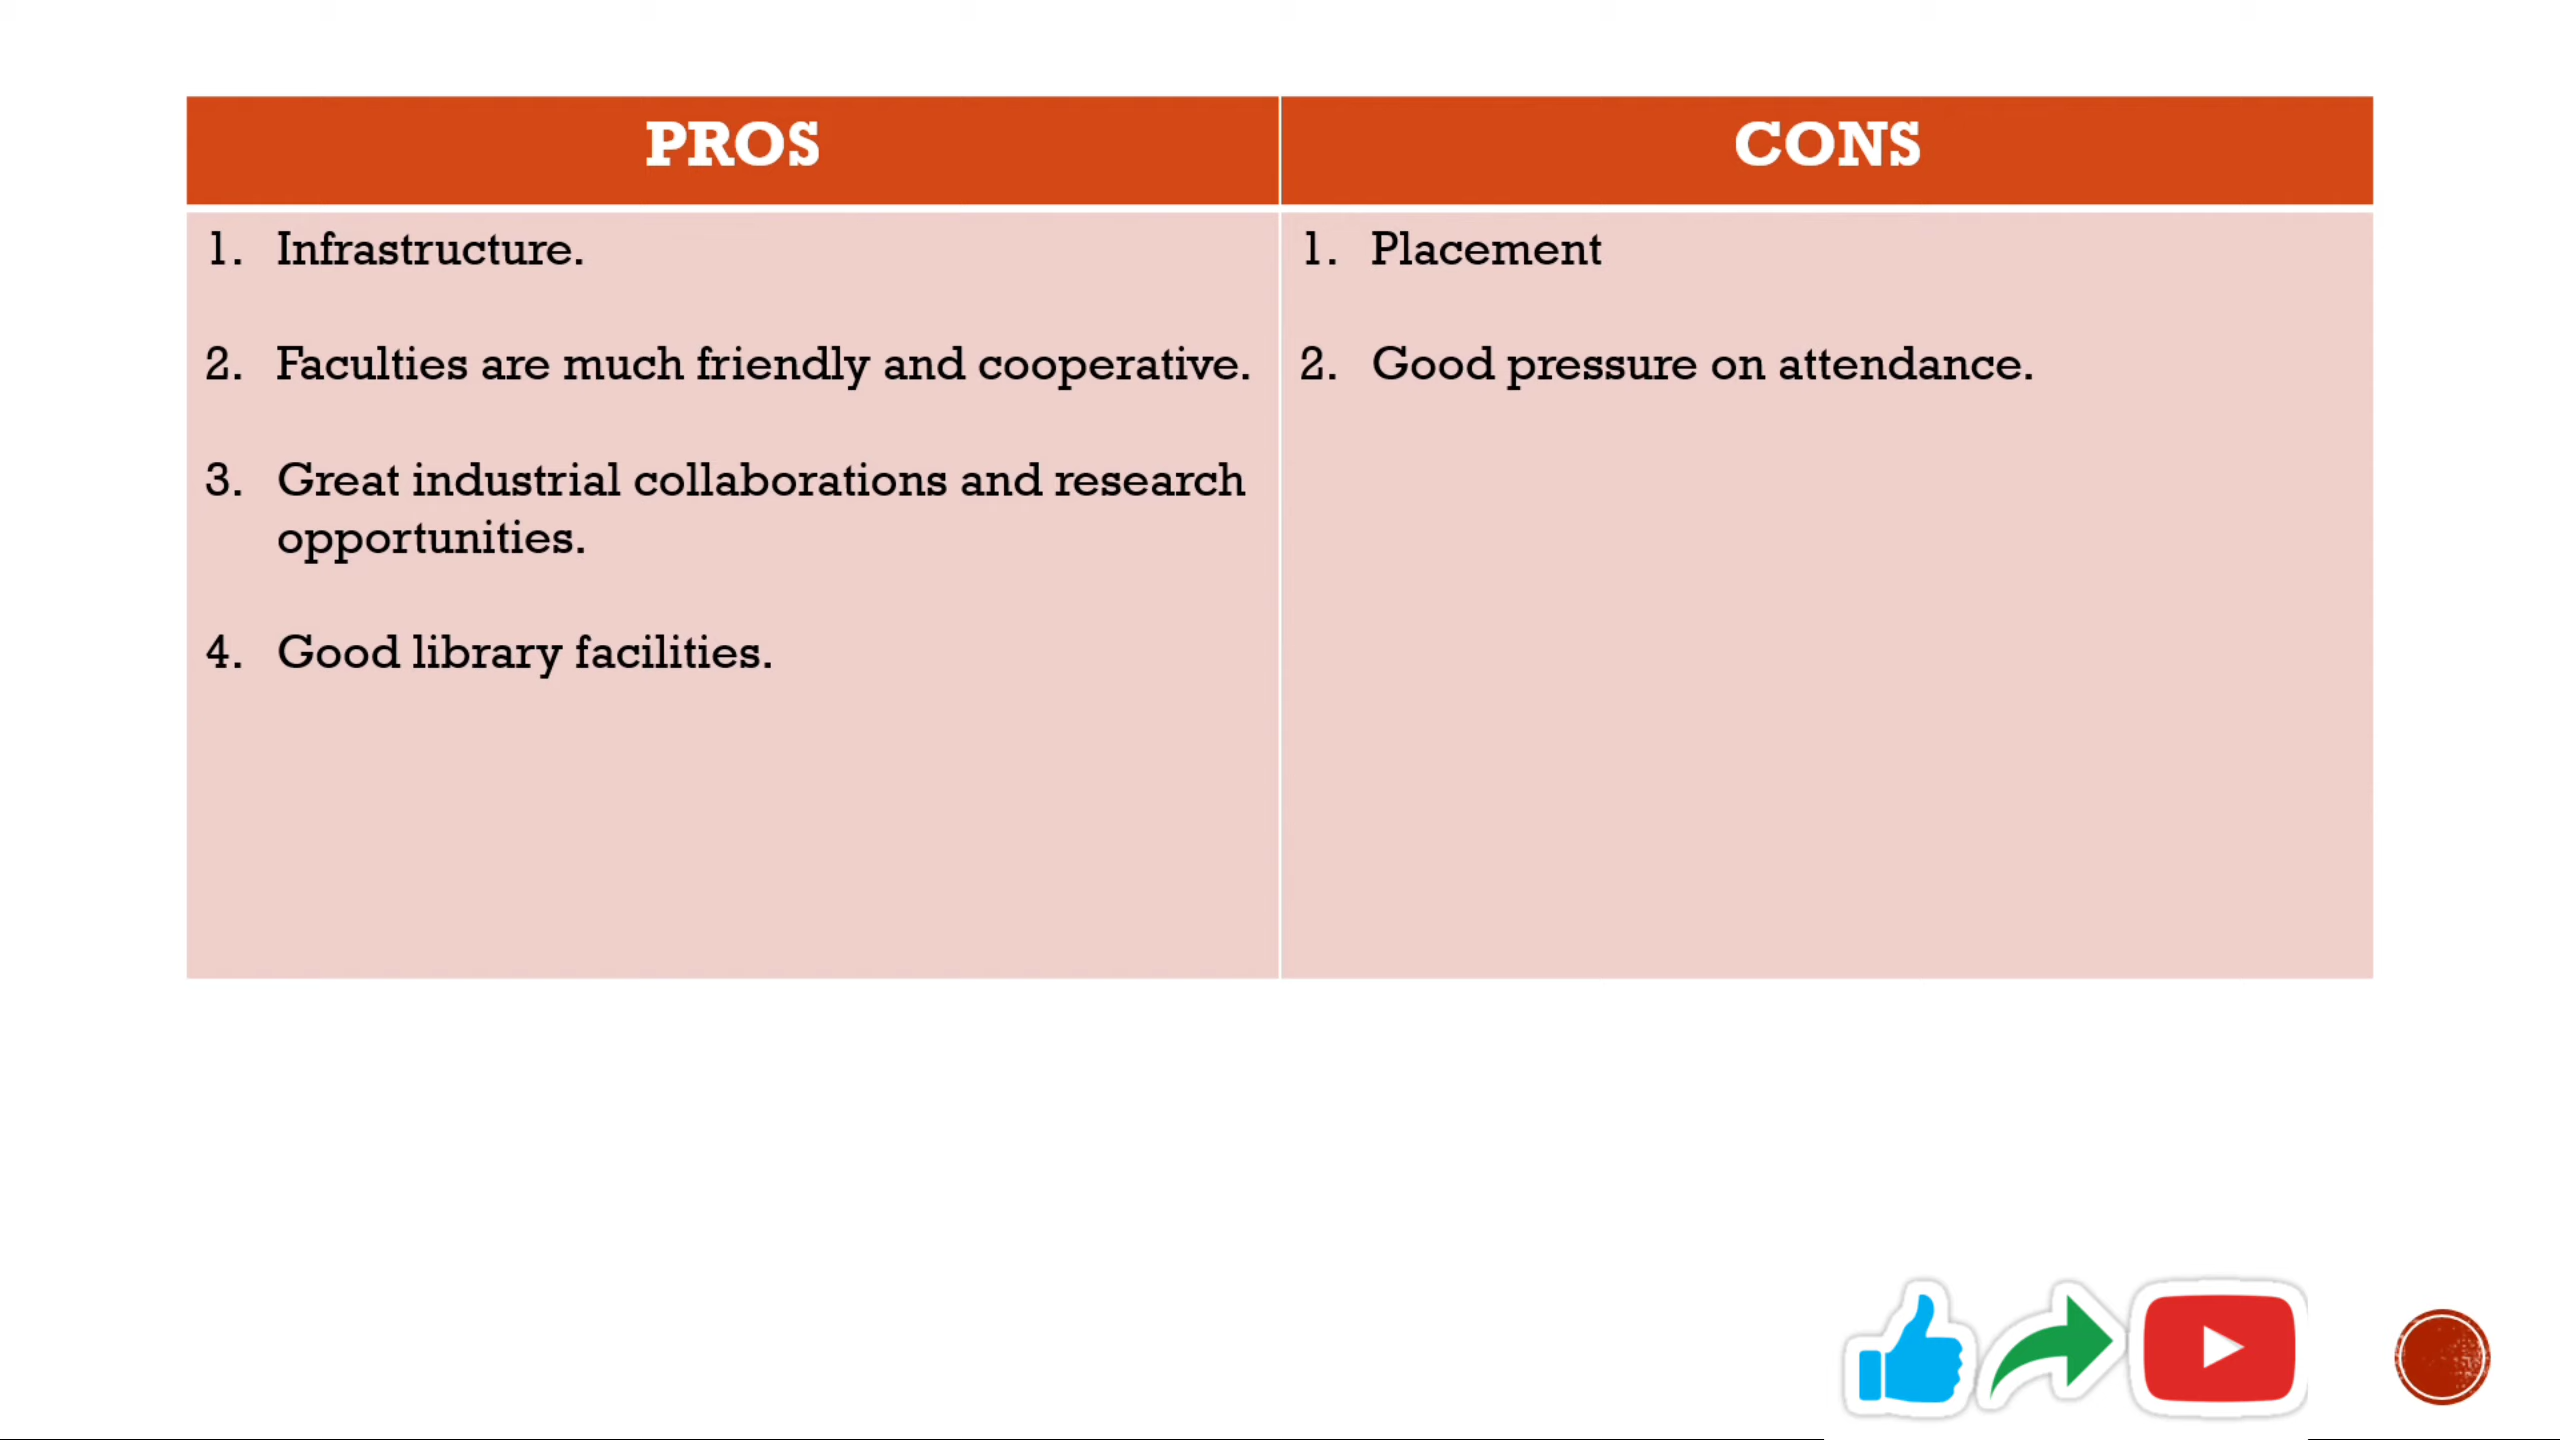 PROS
CONS
1. Infrastructure.
2. Faculties are much friendly and cooperative.
3. Great industrial collaborations and research
opportunities.
4. Good library facilities.
1. Placement
2. Good pressure on attendance.